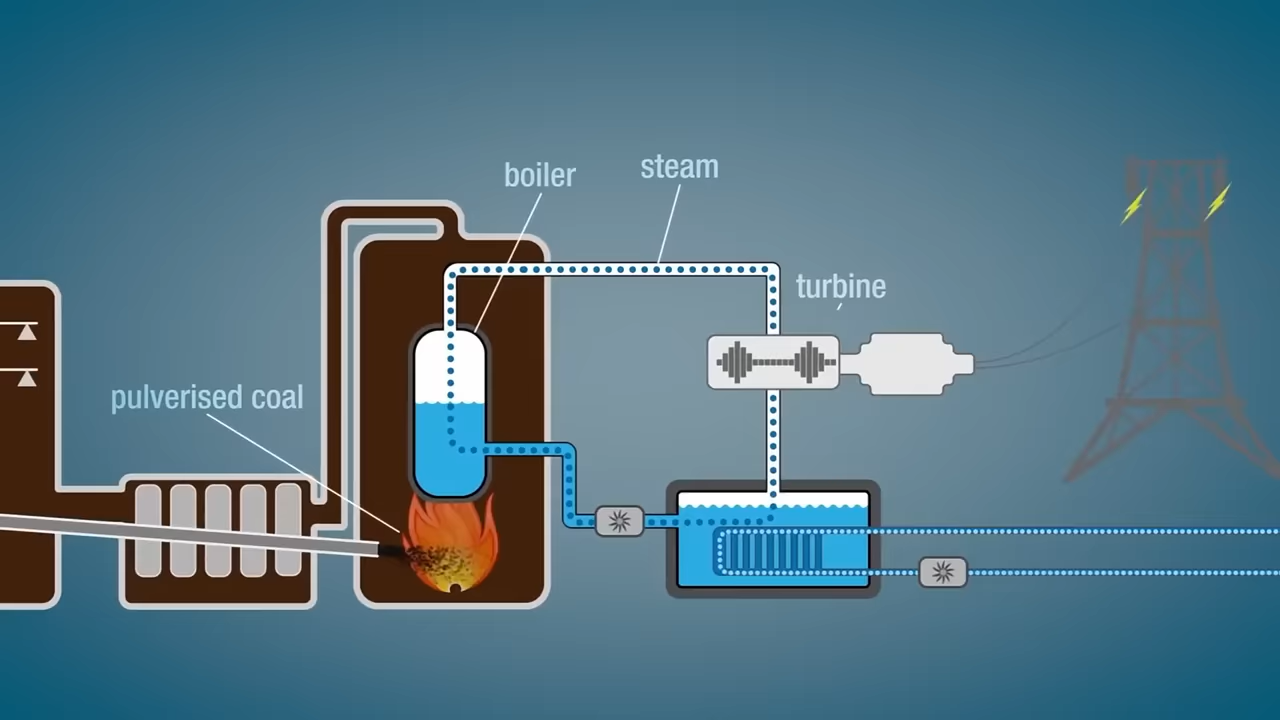 steam
boiler
turbine
pulverised coal